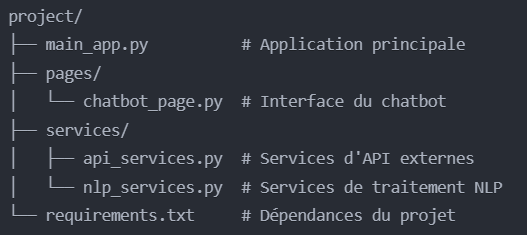 project/
├── main_app.py          # Application principale
├── pages/
│   └── chatbot_page.py  # Interface du chatbot
├── services/
│   ├── api_services.py  # Services d'API externes
│   └── nlp_services.py  # Services de traitement NLP
└── requirements.txt     # Dépendances du projet